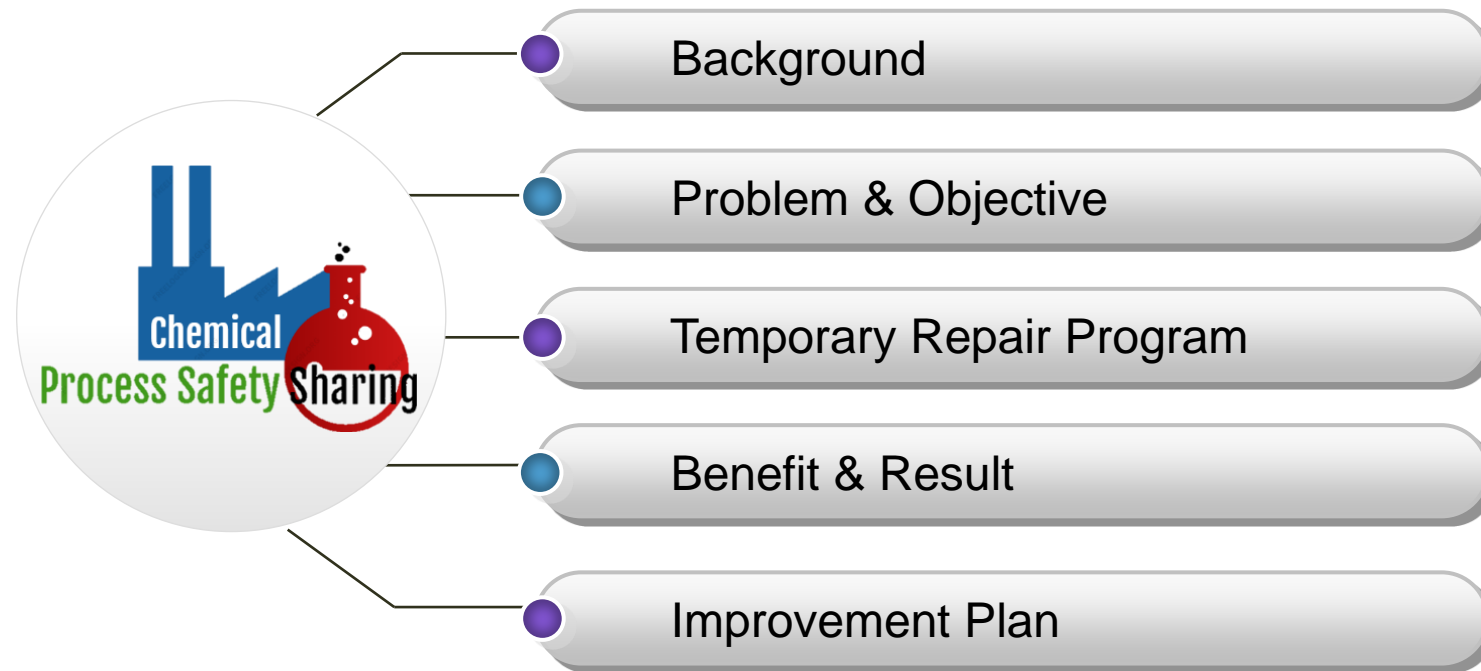 Background
Problem & Objective
Chemical
Process Safety Sharing
Temporary Repair Program
Benefit & Result
Improvement Plan